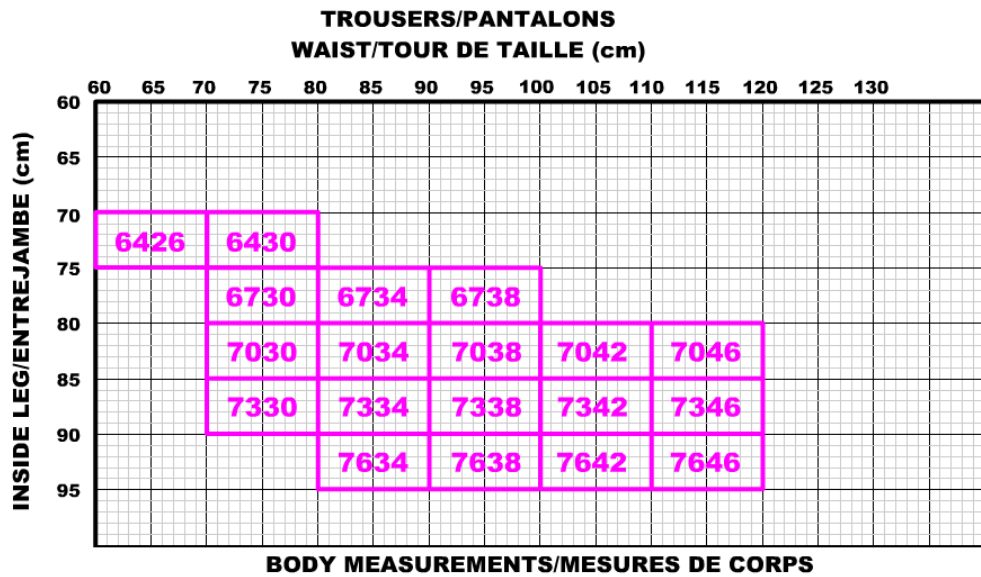 TROUSERS/PANTALONS
WAIST/TOUR DE TAILLE (cm)
60 65 70 75 80 85 90 95 100 105 110 115 120 125 130
INSIDE LEG/ENTREJAMBE (cm)
60
65
70
6426 6430
75
6730 6734 6738
80
7030 7034 7038 7042 7046
85
7330 7334 7338 7342 7346
90
7634 7638 7642 7646
95
BODY MEASUREMENTS/MESURES DE CORPS